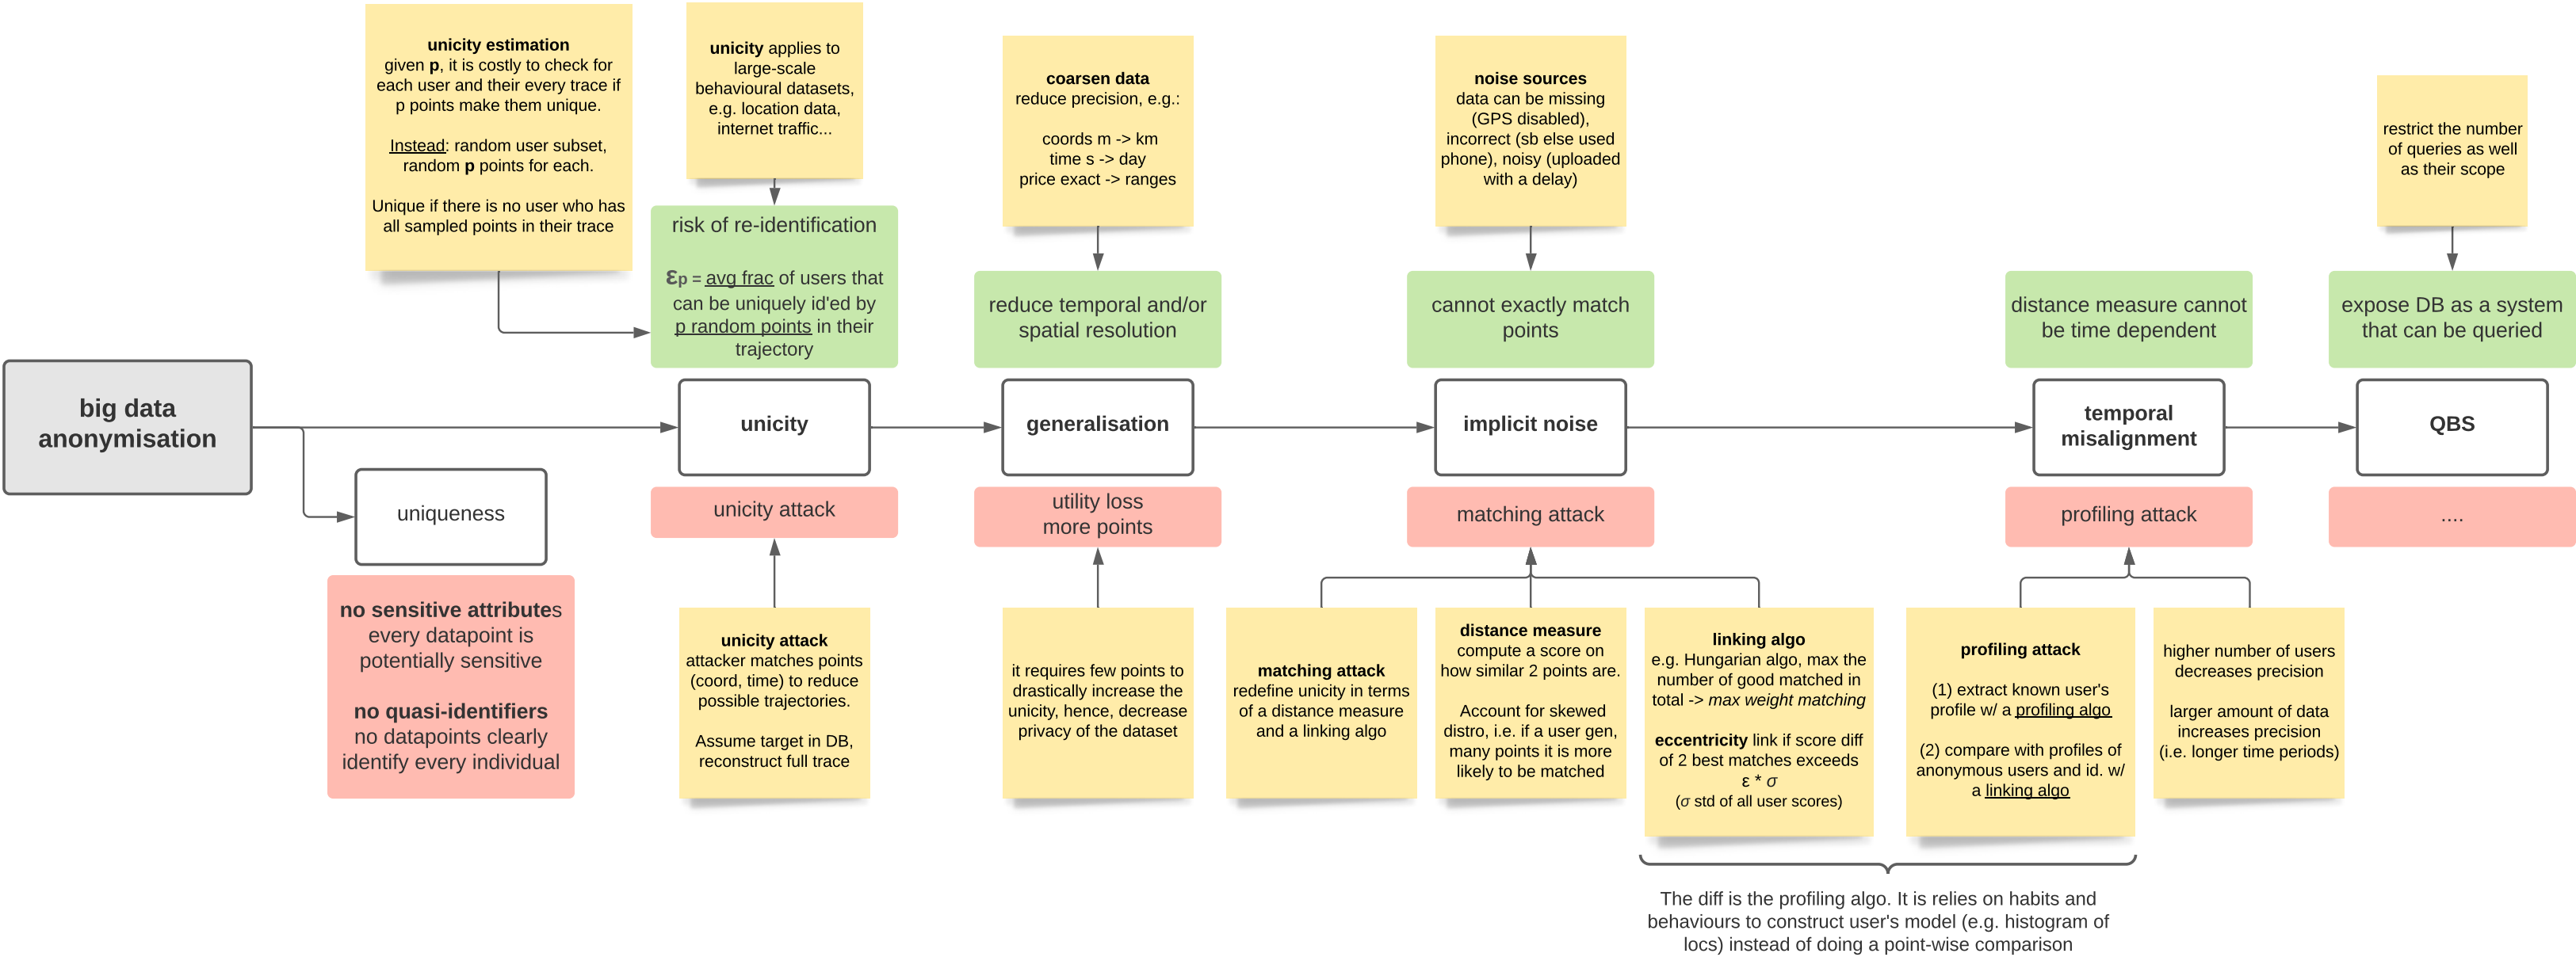 unicity estimation
given p, it is costly to check for
each user and their every trace if
p points make them unique.
Instead: random user subset,
random p points for each.
Unique if there is no user who has
all sampled points in their trace
unicity applies to
large-scale
behavioural datasets,
e.g. location data,
internet traffic...
coarsen data
reduce precision, e.g.:
coords m -> km
time s -> day
price exact -> ranges
noise sources
data can be missing
(GPS disabled),
incorrect (sb else used
phone), noisy (uploaded
with a delay)
restrict the number
of queries as well
as their scope
risk of re-identification
εp = avg frac of users that
can be uniquely id'ed by
p random points in their
trajectory
reduce temporal and/or
spatial resolution
cannot exactly match
points
distance measure cannot
be time dependent
expose DB as a system
that can be queried
big data
anonymisation
unicity
generalisation
implicit noise
temporal
misalignment
QBS
uniqueness
unicity attack
utility loss
more points
matching attack
profiling attack
....
no sensitive attributes
every datapoint is
potentially sensitive
no quasi-identifiers
no datapoints clearly
identify every individual
unicity attack
attacker matches points
(coord, time) to reduce
possible trajectories.
Assume target in DB,
reconstruct full trace
it requires few points to
drastically increase the
unicity, hence, decrease
privacy of the dataset
matching attack
redefine unicity in terms
of a distance measure
and a linking algo
distance measure
compute a score on
how similar 2 points are.
Account for skewed
distro, i.e. if a user gen,
many points it is more
likely to be matched
linking algo
e.g. Hungarian algo, max the
number of good matched in
total -> max weight matching
eccentricity link if score diff
of 2 best matches exceeds
ε * σ
(σ std of all user scores)
profiling attack
(1) extract known user's
profile w/ a profiling algo
(2) compare with profiles of
anonymous users and id. w/
a linking algo
higher number of users
decreases precision
larger amount of data
increases precision
(i.e. longer time periods)
The diff is the profiling algo. It is relies on habits and
behaviours to construct user's model (e.g. histogram of
locs) instead of doing a point-wise comparison